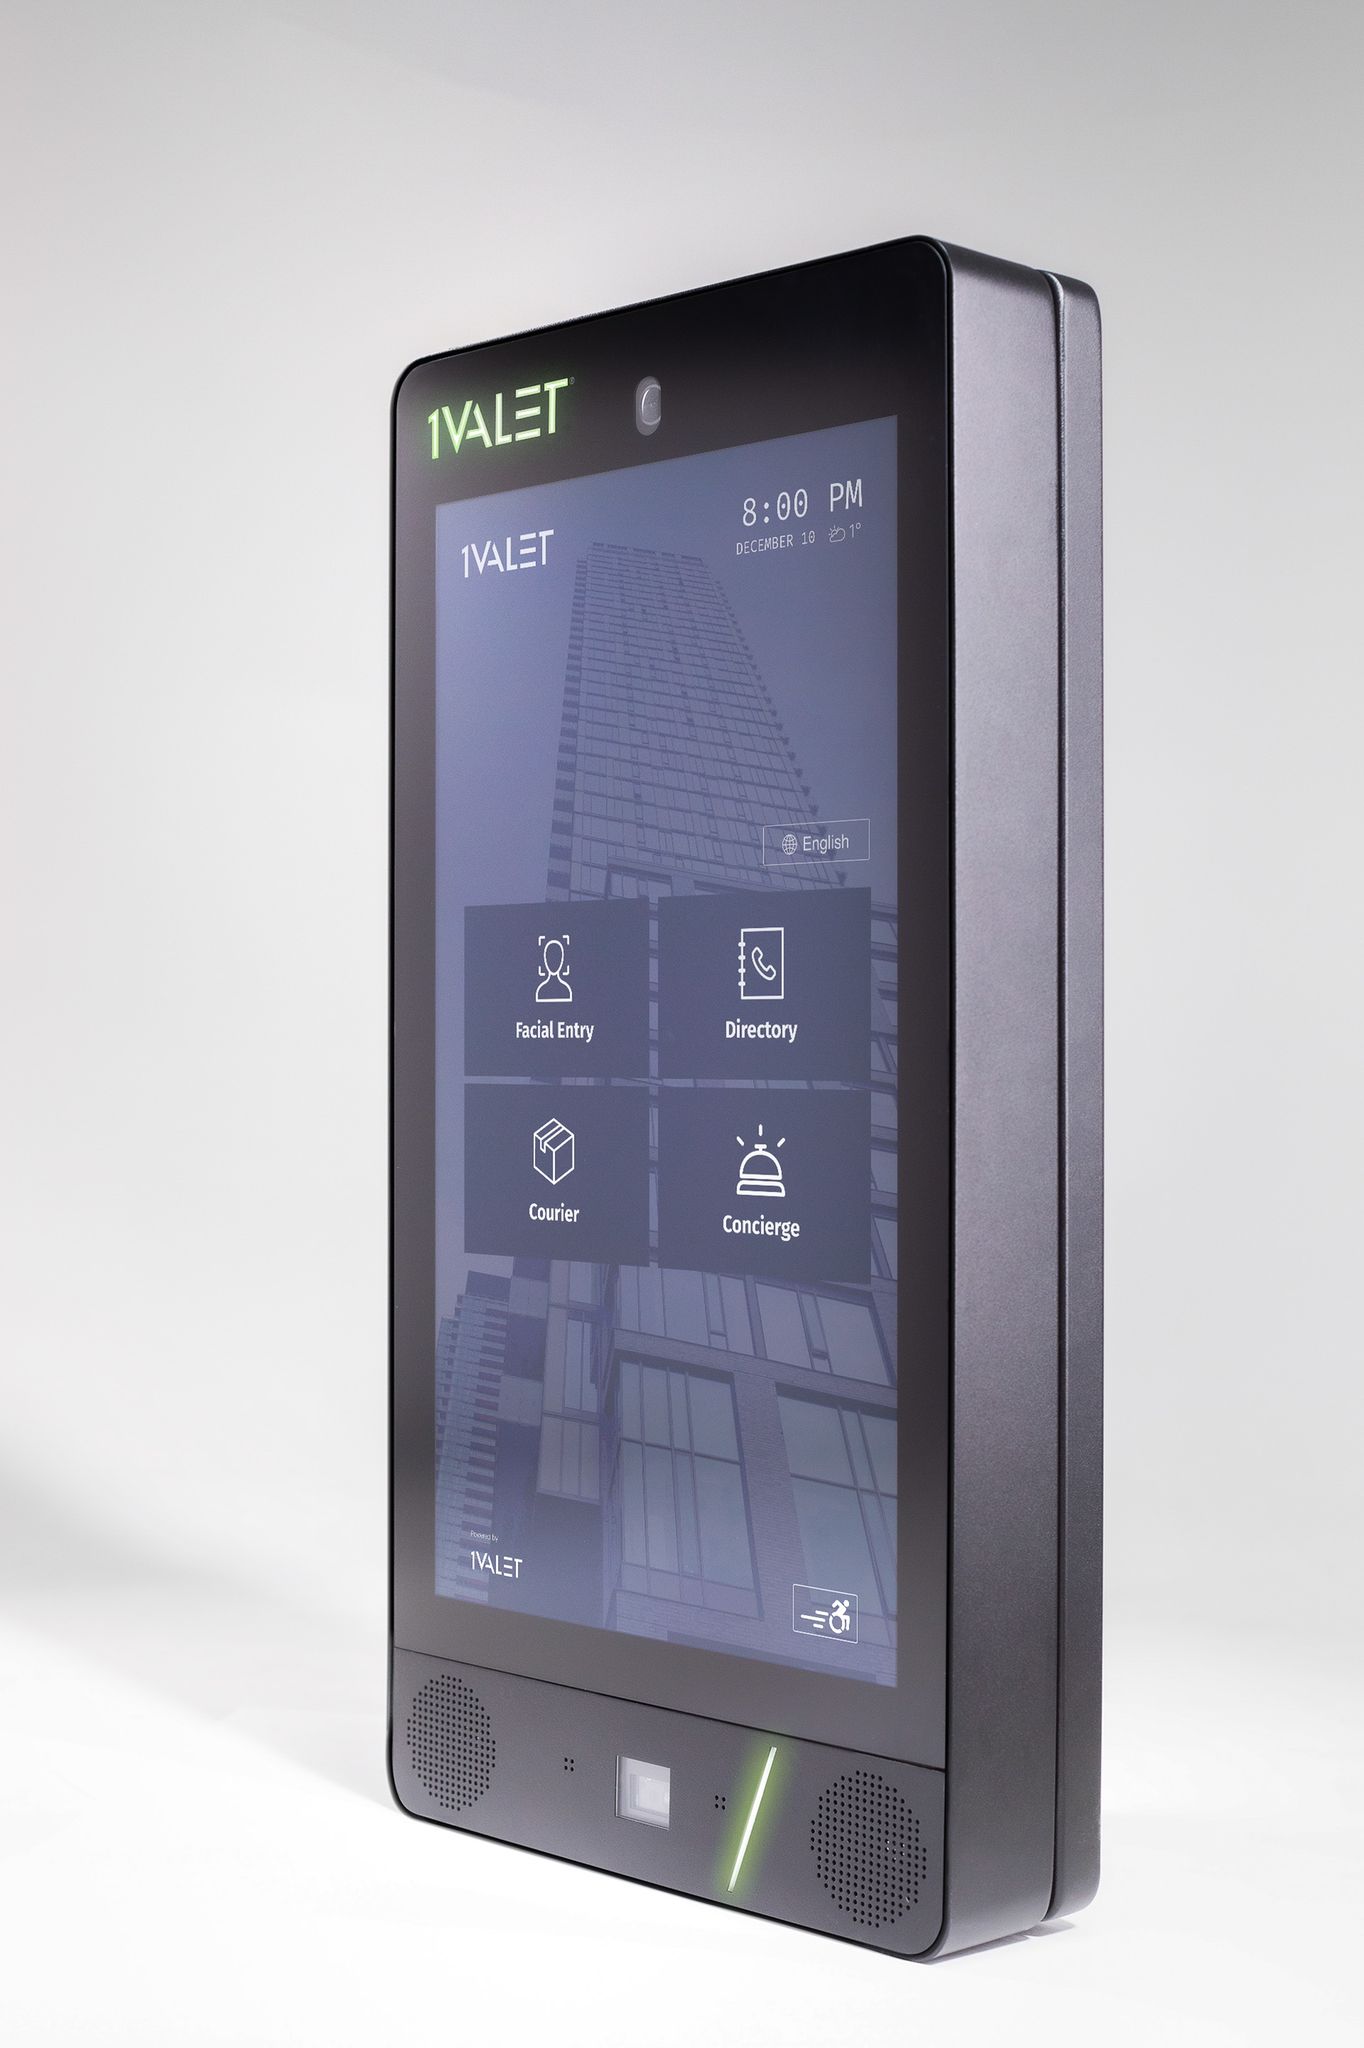 1VALET®
1VALET
8:00 PM
DECEMBER 10 1°
English
Facial Entry
Directory
Courier
Concierge
Powered by
1VALET